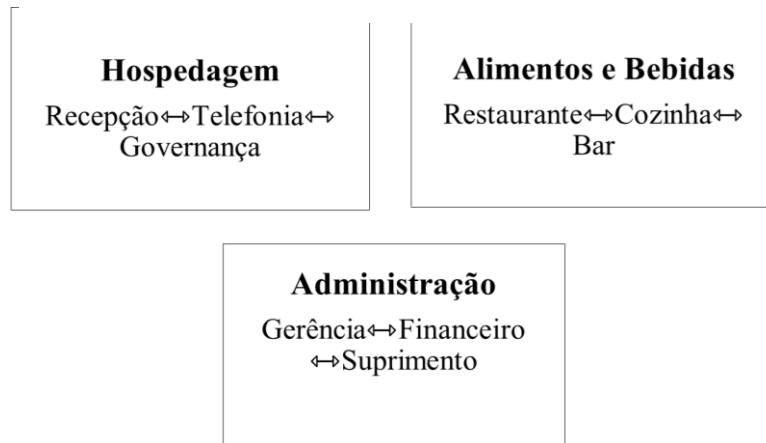 Hospedagem
Recepção⇔Telefonia⇔
Governança
Alimentos e Bebidas
Restaurante⇔Cozinha⇔
Bar
Administração
Gerência⇔Financeiro
⇔Suprimento